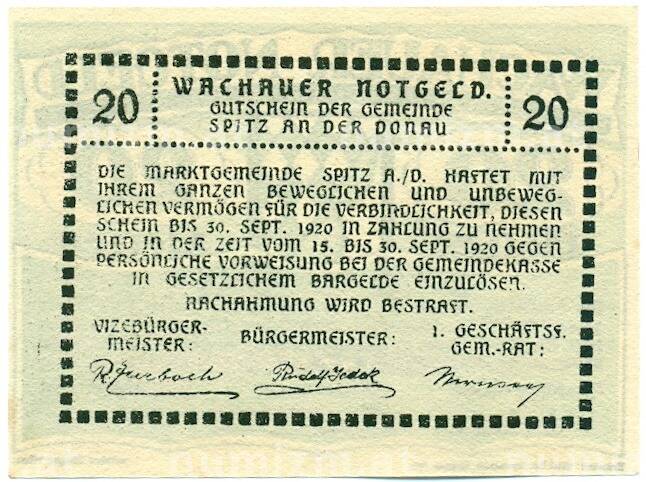 20
WACHAUER NOTGELD.
20
GUTSCHEIN DER GEMEINDE
SPITZ AN DER DONAU
DIE MARKTGEMEINDE SPITZ A./D. HAFTET MIT
IHREM GANZEN BEWEGLICHEN UND UNBEWEG-
LICHEN VERMÖGEN FÜR DIE VERBINDLICHKEIT, DIESEN
SCHEIN BIS 30. SEPT. 1920 IN ZAHLUNG ZU NEHMEN
UND IN DER ZEIT VOM 15. BIS 30. SEPT. 1920 GEGEN
PERSÖNLICHE VORWEISUNG BEI DER GEMEINDEKASSE
IN GESETZLICHEM BARGELDE EINZULÖSEN.
NACHAHMUNG WIRD BESTRAFT.
VIZEBÜRGER-
MEISTER:
BÜRGERMEISTER:
1. GESCHÄFTSF.
GEM.-RAT:
Rudolf